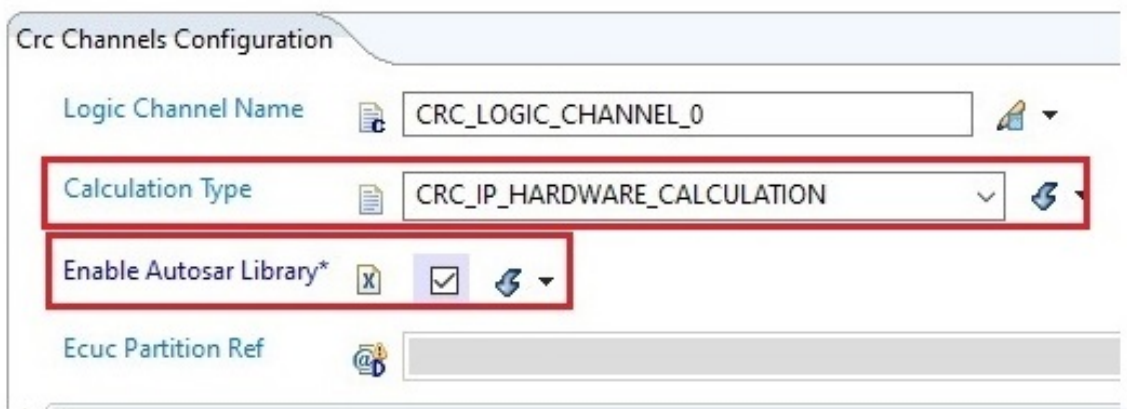 Crc Channels Configuration
Logic Channel Name CRC_LOGIC_CHANNEL_0
Calculation Type CRC_IP_HARDWARE_CALCULATION
Enable Autosar Library*
Ecuc Partition Ref